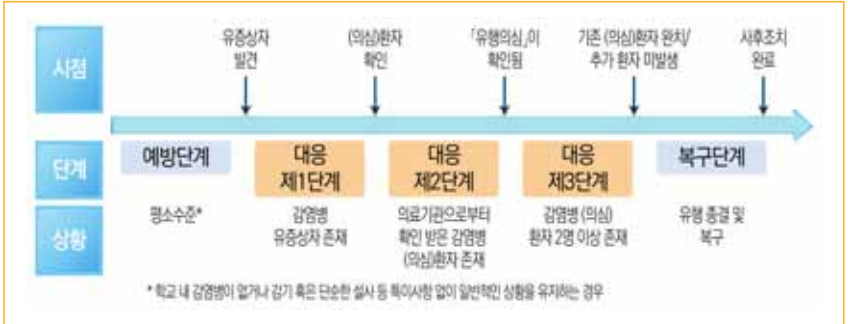 시점
유증상자
발견
(의심)환자
확인
「유행의심」이
확인됨
기존 (의심)환자 완치/
추가 환자 미발생
사후조치
완료
단계
예방단계
대응
제1단계
대응
제2단계
대응
제3단계
복구단계
상황
평소수준*
감염병
유증상자 존재
의료기관으로부터
확인 받은 감염병
(의심)환자 존재
감염병 (의심)
환자 2명 이상 존재
유행 종결 및
복구
* 학교 내 감염병이 없거나 감기 혹은 단순한 설사 등 특이사항 없이 일반적인 상황을 유지하는 경우